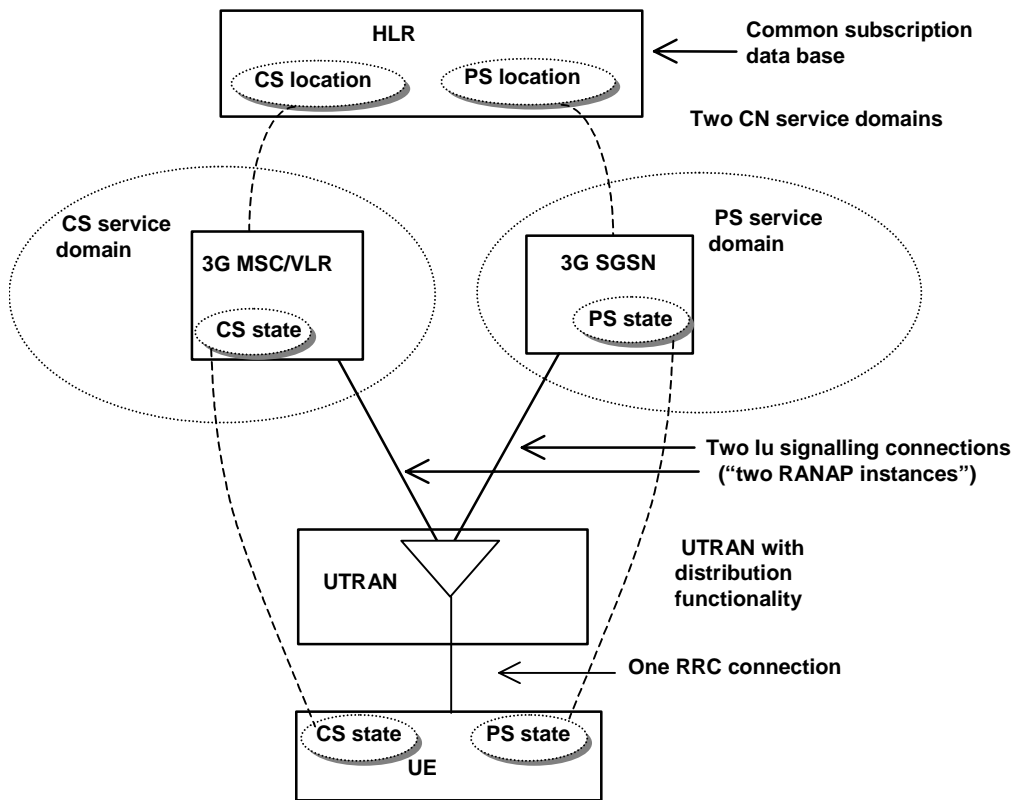 HLR
Common subscription
data base
CS location
PS location
Two CN service domains
CS service
domain
PS service
domain
3G MSC/VLR
3G SGSN
CS state
PS state
Two Iu signalling connections
(“two RANAP instances”)
UTRAN
UTRAN with
distribution
functionality
One RRC connection
CS state
PS state
UE